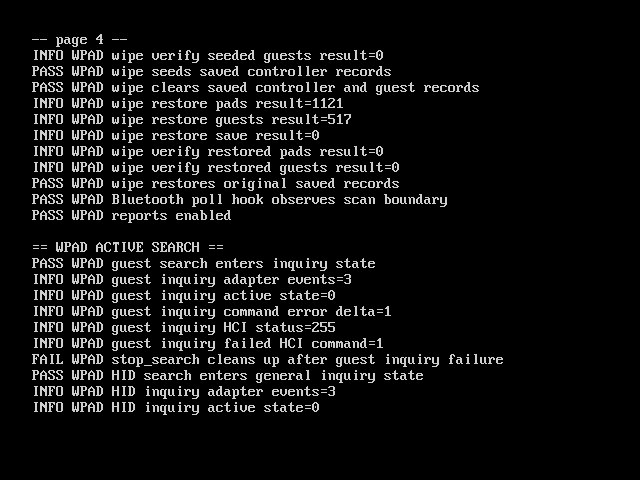 -- page 4 --
INFO WPAD wipe verify seeded guests result=0
PASS WPAD wipe seeds saved controller records
PASS WPAD wipe clears saved controller and guest records
INFO WPAD wipe restore pads result=1121
INFO WPAD wipe restore guests result=517
INFO WPAD wipe restore save result=0
INFO WPAD wipe verify restored pads result=0
INFO WPAD wipe verify restored guests result=0
PASS WPAD wipe restores original saved records
PASS WPAD Bluetooth poll hook observes scan boundary
PASS WPAD reports enabled
== WPAD ACTIVE SEARCH ==
PASS WPAD guest search enters inquiry state
INFO WPAD guest inquiry adapter events=3
INFO WPAD guest inquiry active state=0
INFO WPAD guest inquiry command error delta=1
INFO WPAD guest inquiry HCI status=255
INFO WPAD guest inquiry failed HCI command=1
FAIL WPAD stop_search cleans up after guest inquiry failure
PASS WPAD HID search enters general inquiry state
INFO WPAD HID inquiry adapter events=3
INFO WPAD HID inquiry active state=0